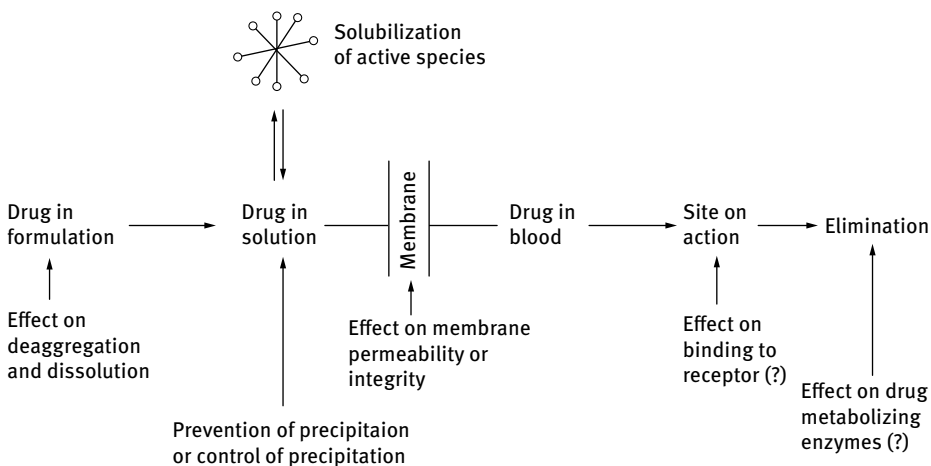 Solubilization
of active species
Drug in
formulation
Drug in
solution
Membrane
Drug in
blood
Site on
action
Elimination
Effect on
deaggregation
and dissolution
Effect on membrane
permeability or
integrity
Effect on
binding to
receptor (?)
Effect on drug
metabolizing
enzymes (?)
Prevention of precipitaion
or control of precipitation